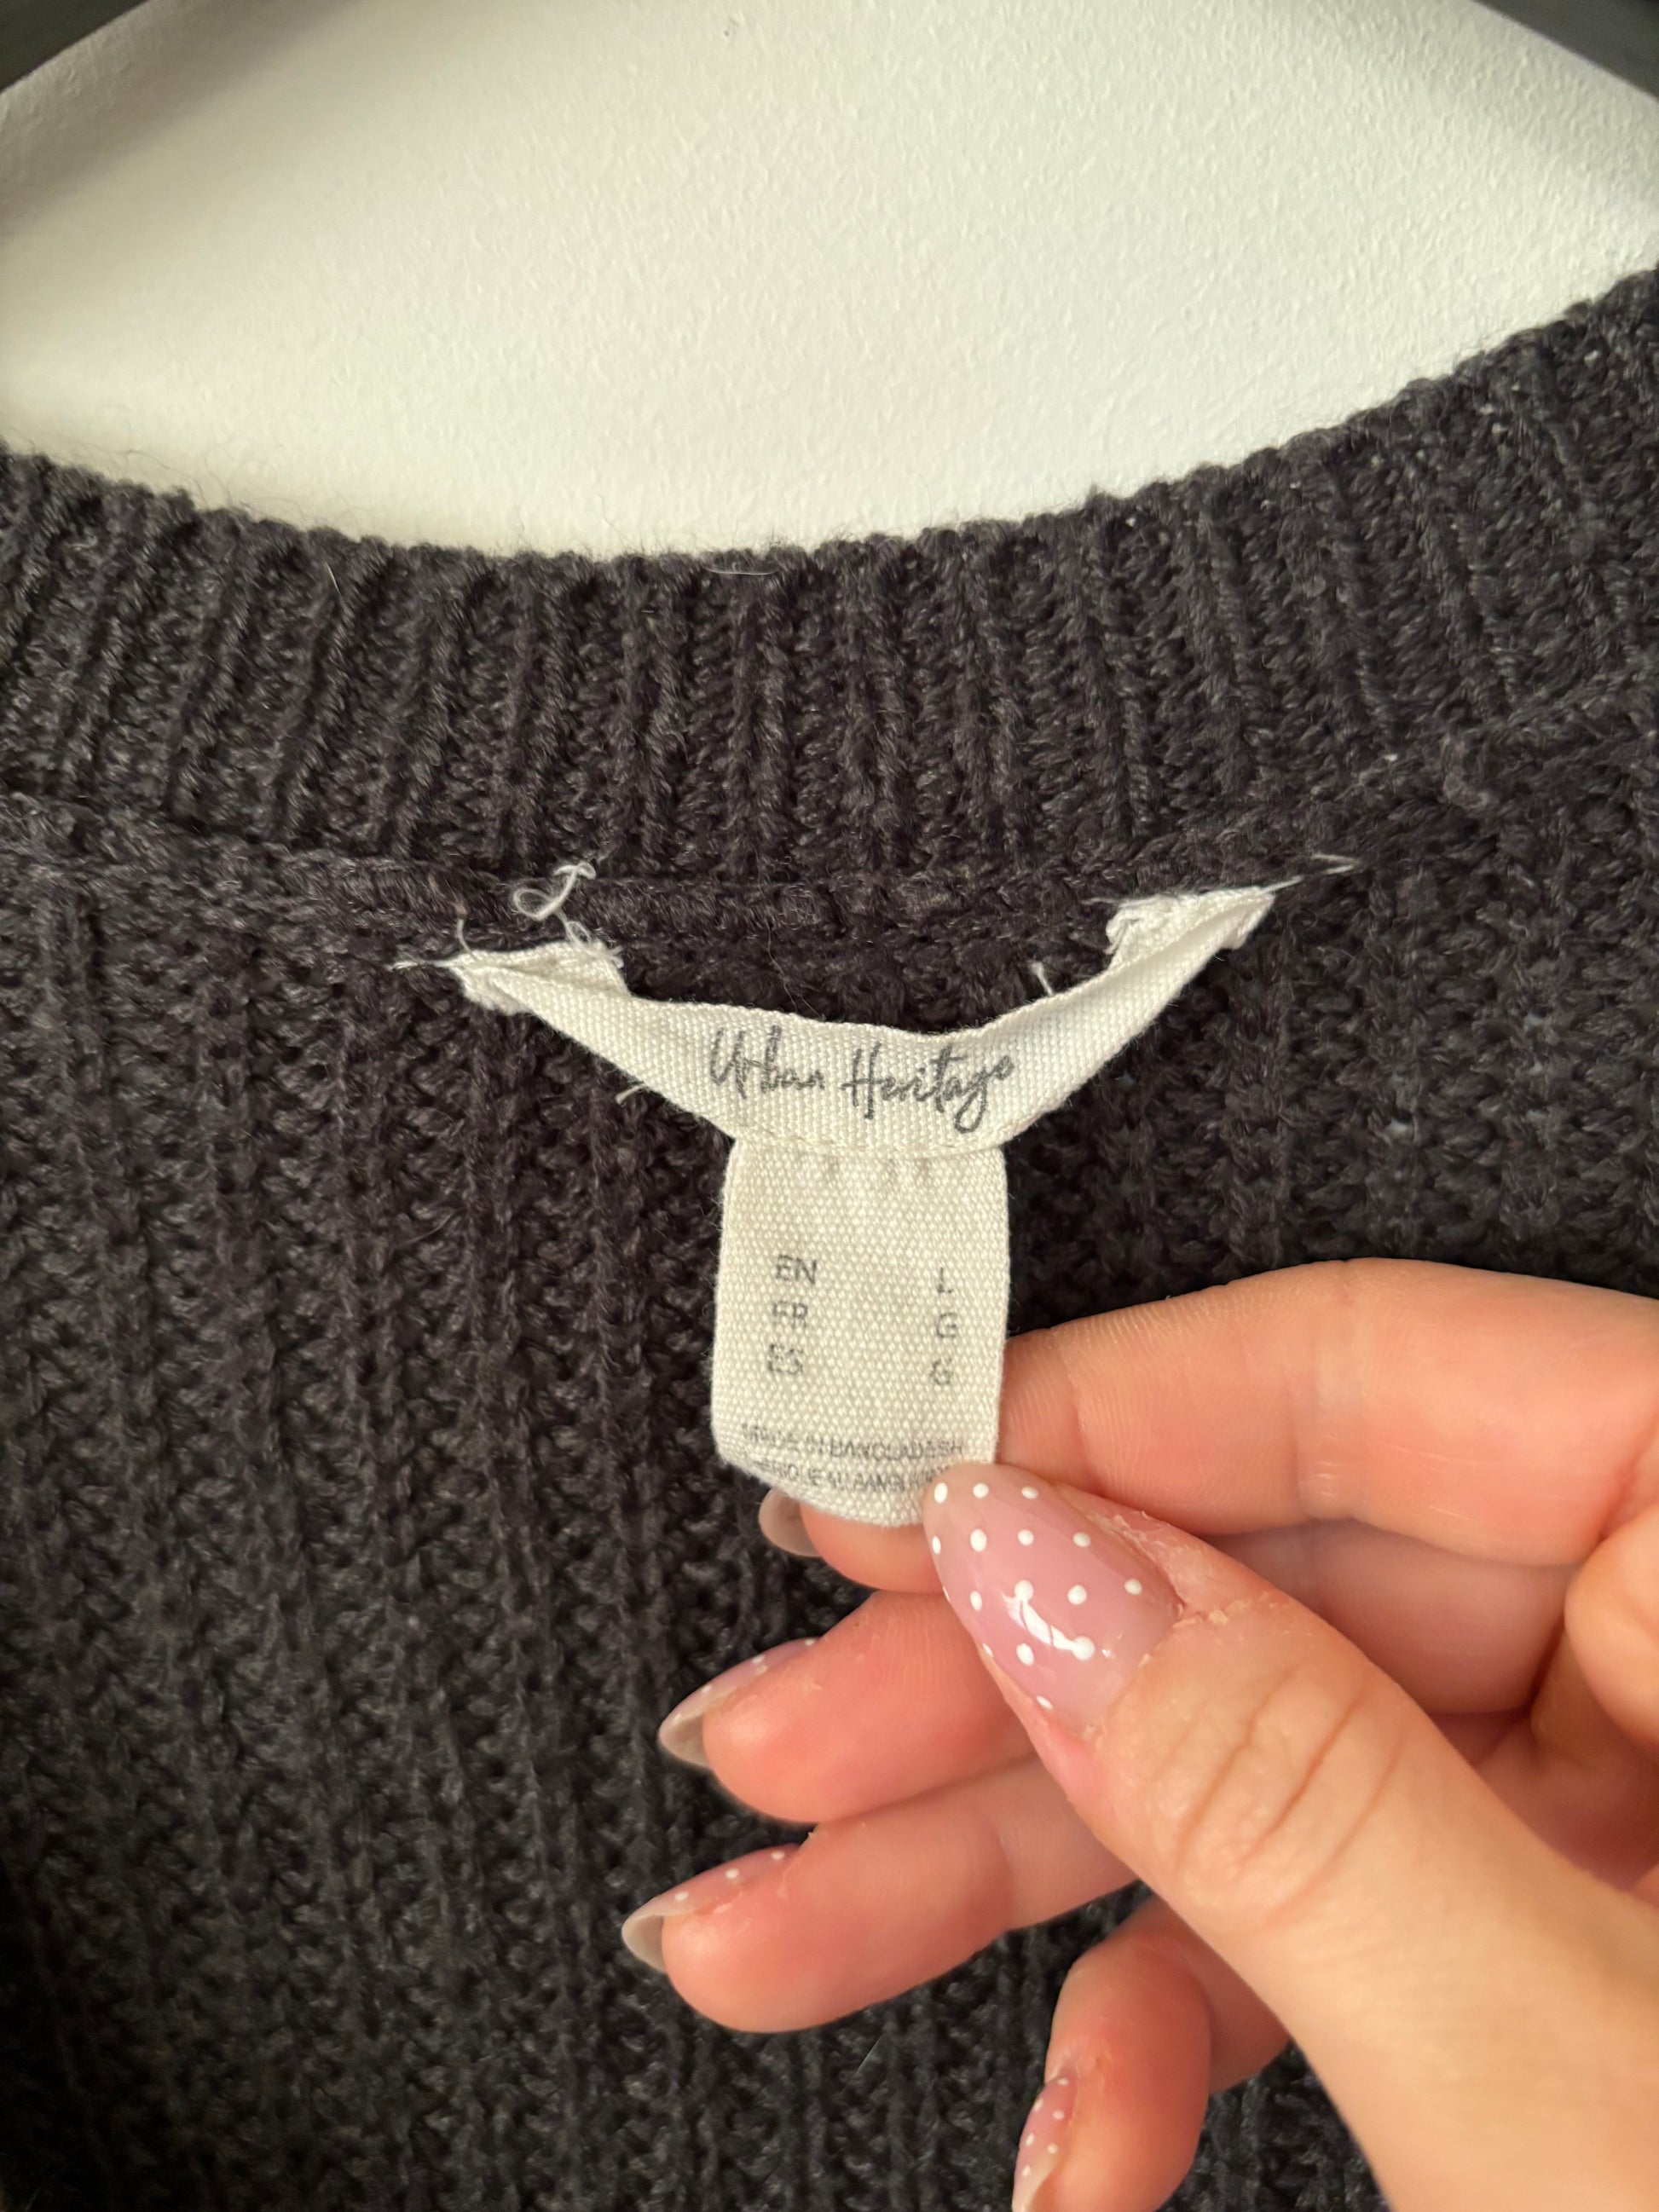 Urban Heritage
EN L
FR G
ES G
MADE IN BANGLADESH